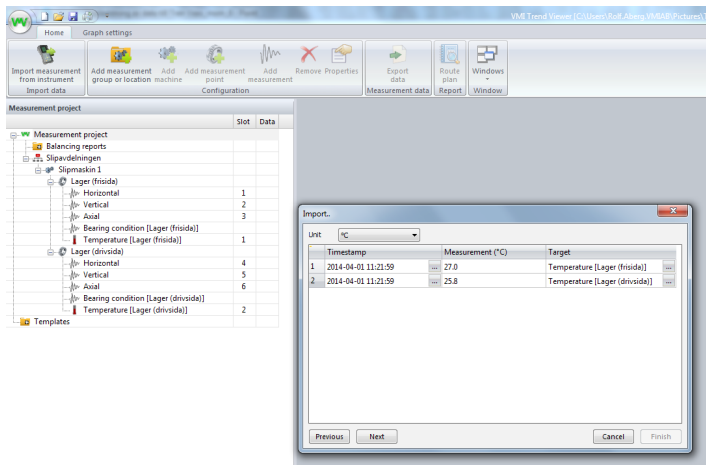 VMI Trend Viewer [C:\Users\Rolf Åberg.VMIAB\Pictures\
Home Graph settings
Import measurement from instrument
Add measurement group or location
Add machine
Add measurement point
Add measurement
Remove
Properties
Export data
Route plan
Windows
Import data
Configuration
Measurement data
Report
Window
Measurement project
Slot Data
Measurement project
Balancing reports
Slipavdelningen
Slipmaskin 1
Lager (frisida)
Horizontal 1
Vertical 2
Axial 3
Bearing condition [Lager (frisida)]
Temperature [Lager (frisida)] 1
Lager (drivsida)
Horizontal 4
Vertical 5
Axial 6
Bearing condition [Lager (drivsida)]
Temperature [Lager (drivsida)] 2
Templates
Import..
Unit °C
Timestamp Measurement (°C) Target
1 2014-04-01 11:21:59 ... 27.0 Temperature [Lager (frisida)] ...
2 2014-04-01 11:21:59 ... 25.8 Temperature [Lager (drivsida)] ...
Previous Next Cancel Finish